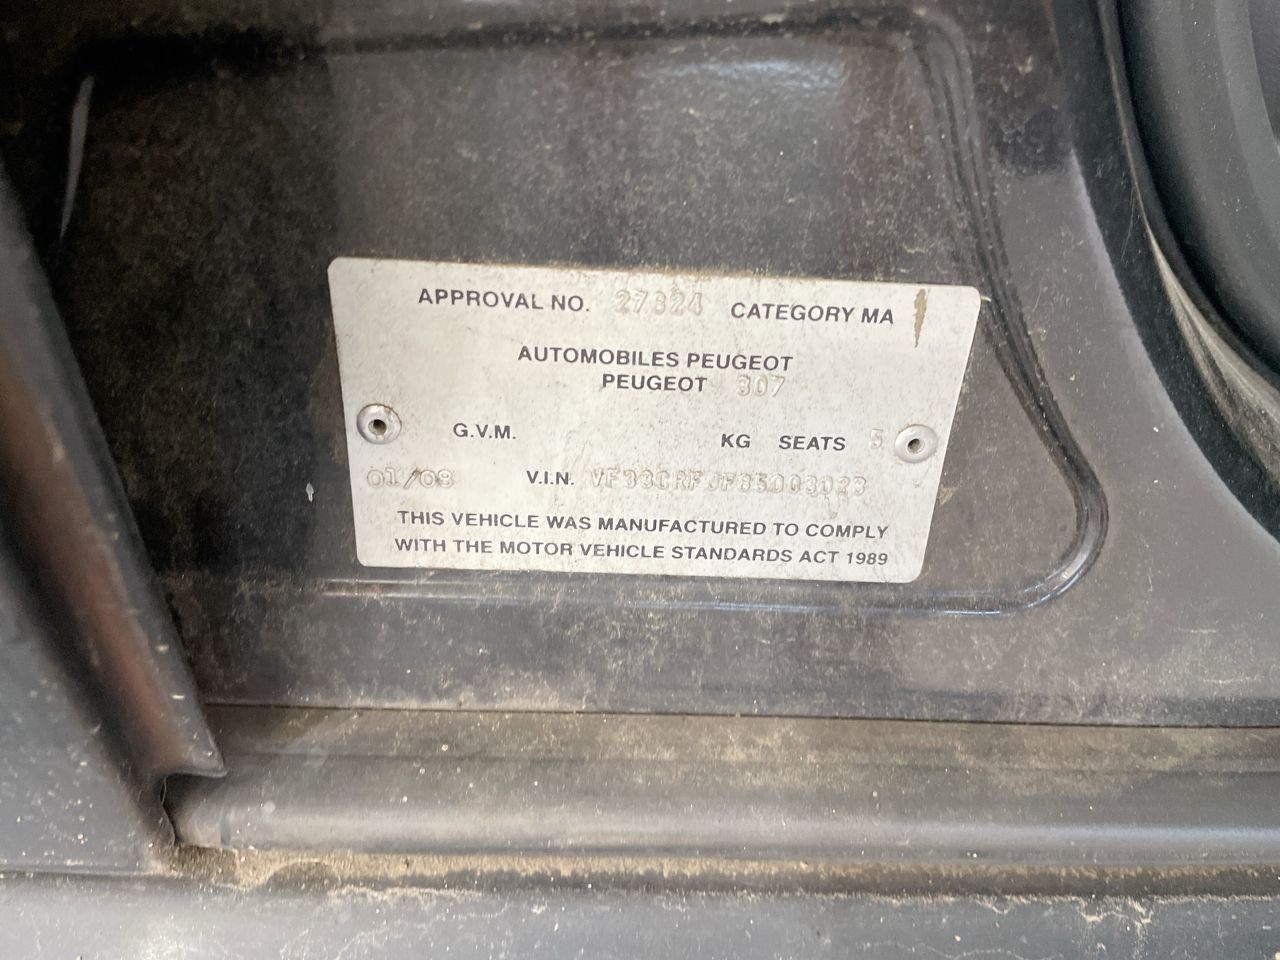 APPROVAL NO. 27324 CATEGORY MA
AUTOMOBILES PEUGEOT
PEUGEOT 307
G.V.M. KG SEATS 5
01/08 V.I.N. VF33CRFJF85003023
THIS VEHICLE WAS MANUFACTURED TO COMPLY
WITH THE MOTOR VEHICLE STANDARDS ACT 1989